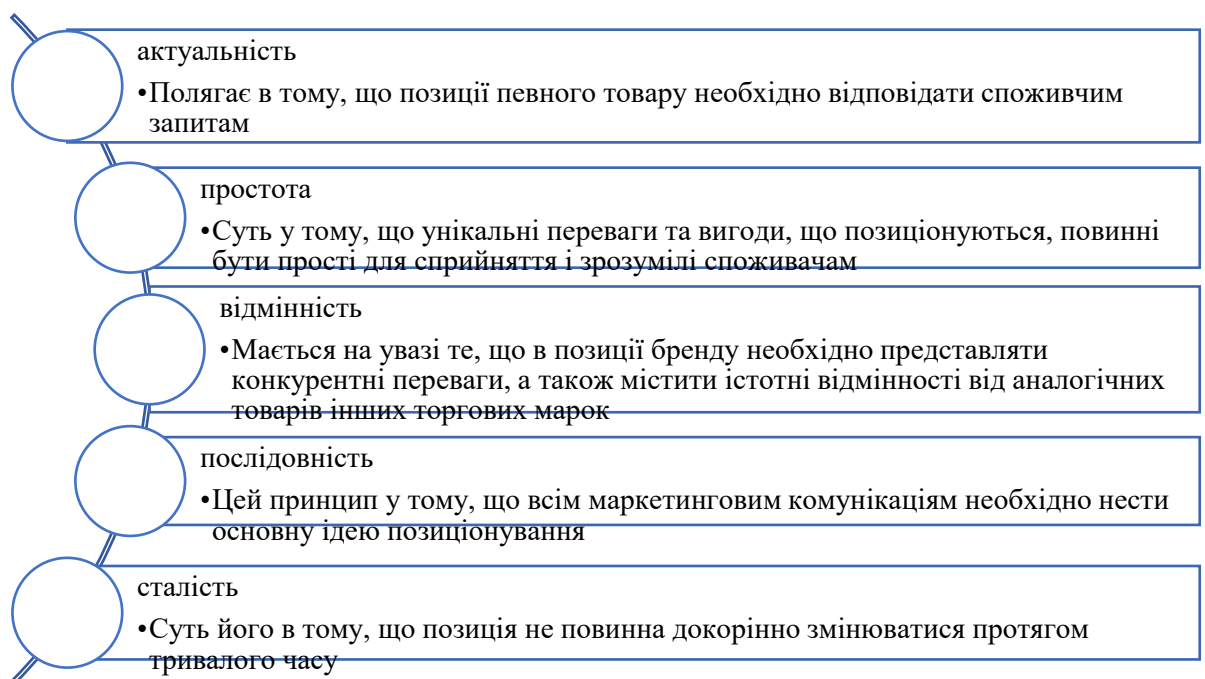 актуальність
•Полягає в тому, що позиції певного товару необхідно відповідати споживчим
запитам
простота
•Суть у тому, що унікальні переваги та вигоди, що позиціонуються, повинні
бути прості для сприйняття і зрозумілі споживачам
відмінність
•Мається на увазі те, що в позиції бренду необхідно представляти
конкурентні переваги, а також містити істотні відмінності від аналогічних
товарів інших торгових марок
послідовність
•Цей принцип у тому, що всім маркетинговим комунікаціям необхідно нести
основну ідею позиціонування
сталість
•Суть його в тому, що позиція не повинна докорінно змінюватися протягом
тривалого часу